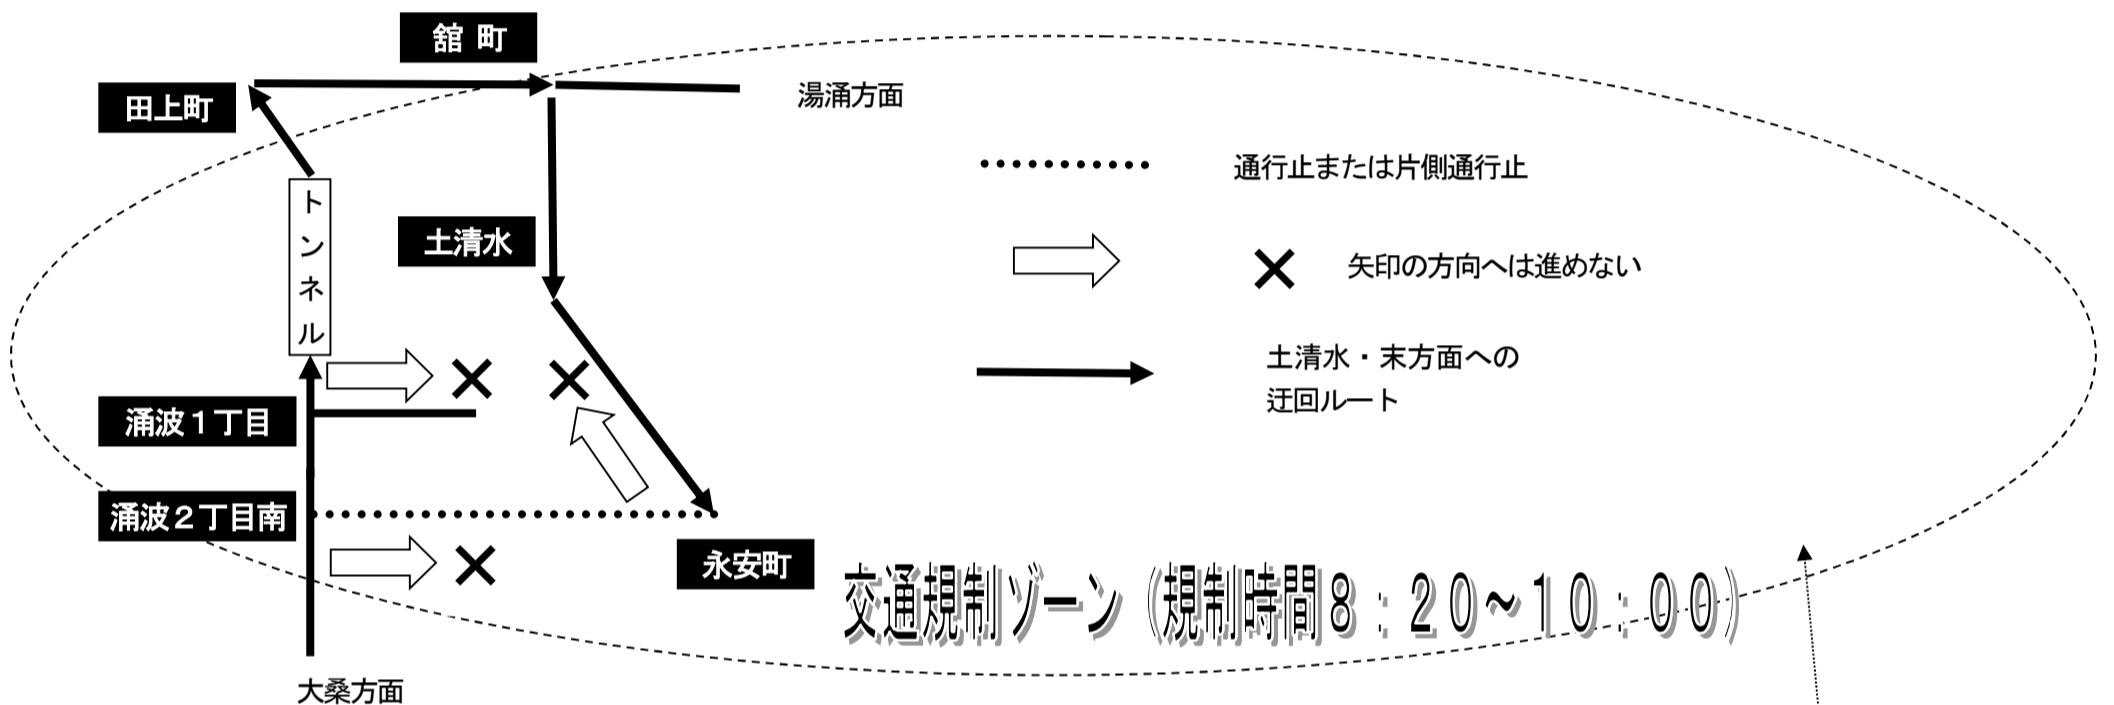 舘 町
田上町
湯涌方面
通行止または片側通行止
トンネル
土清水
矢印の方向へは進めない
土清水・末方面への
迂回ルート
涌波１丁目
涌波２丁目南
永安町
交通規制ゾーン（規制時間８：２０～１０：００）
大桑方面